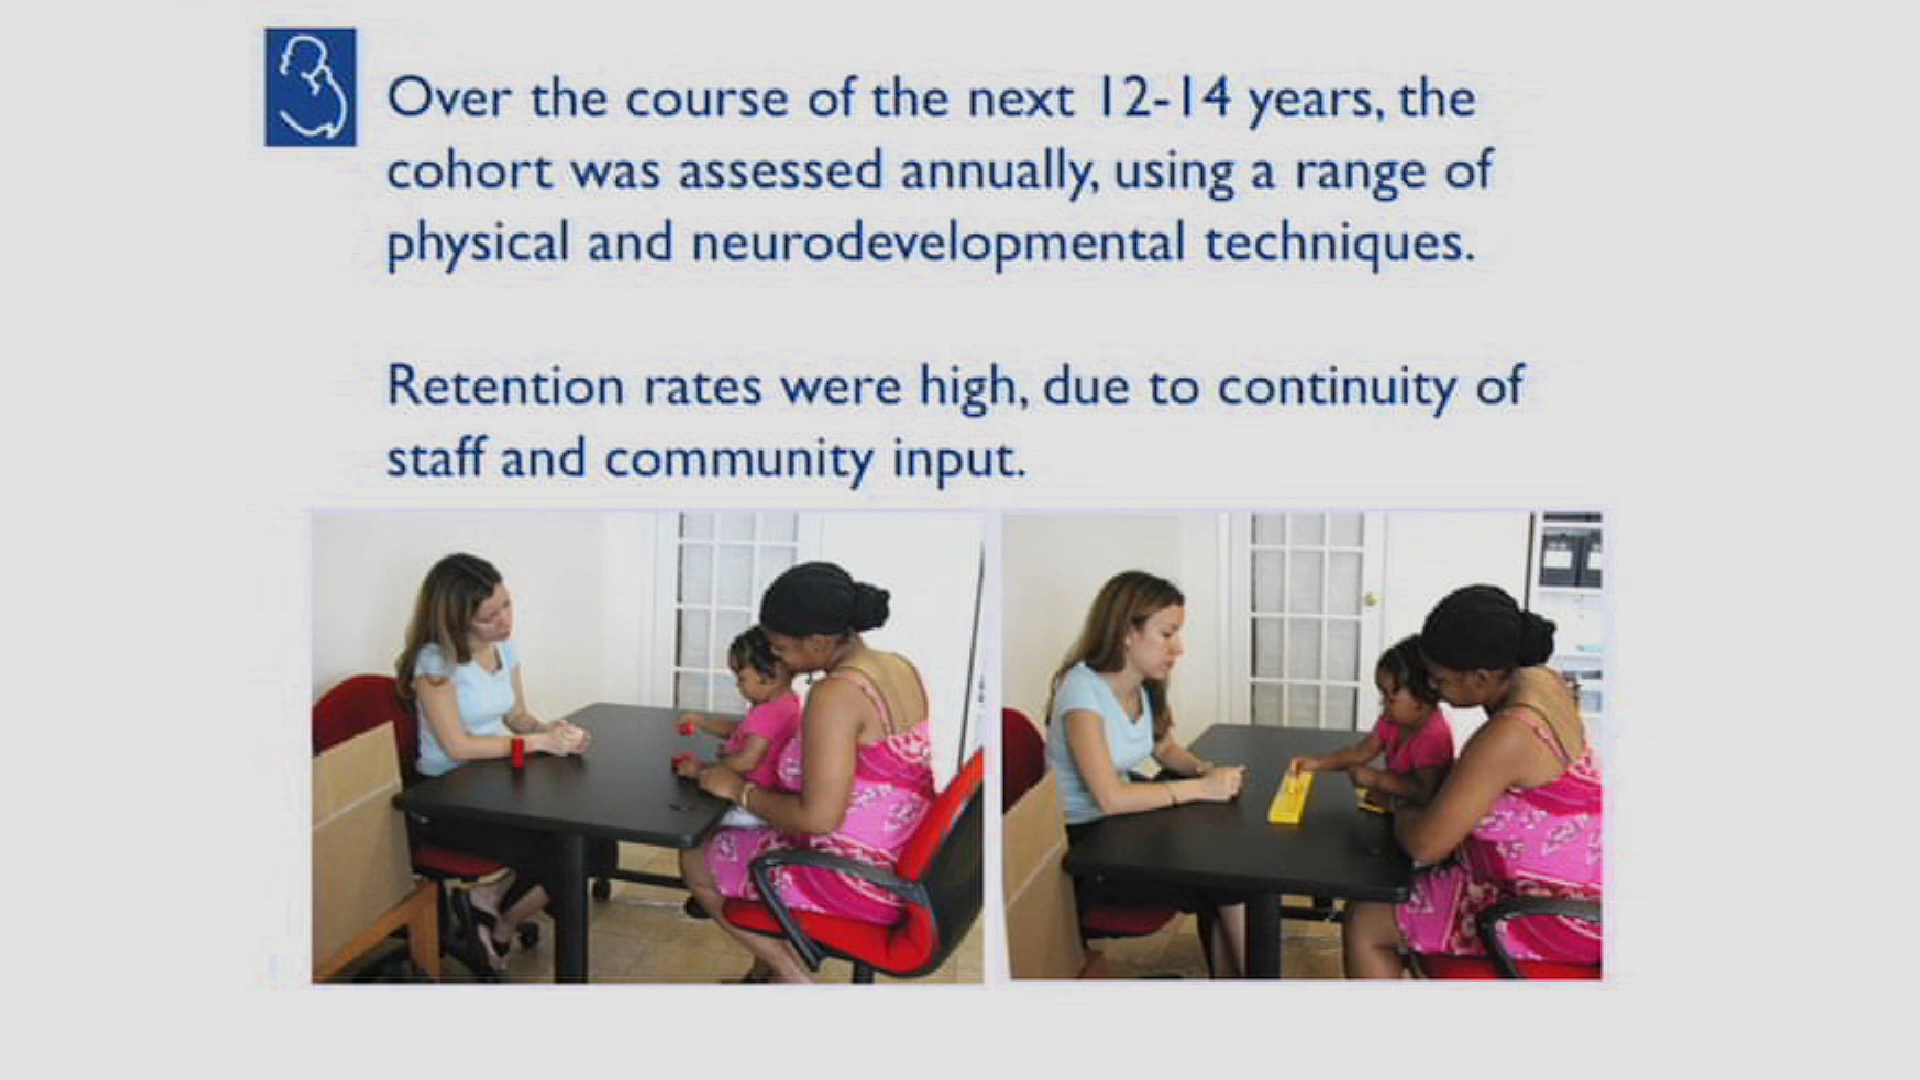 Over the course of the next 12-14 years, the
cohort was assessed annually, using a range of
physical and neurodevelopmental techniques.
Retention rates were high, due to continuity of
staff and community input.